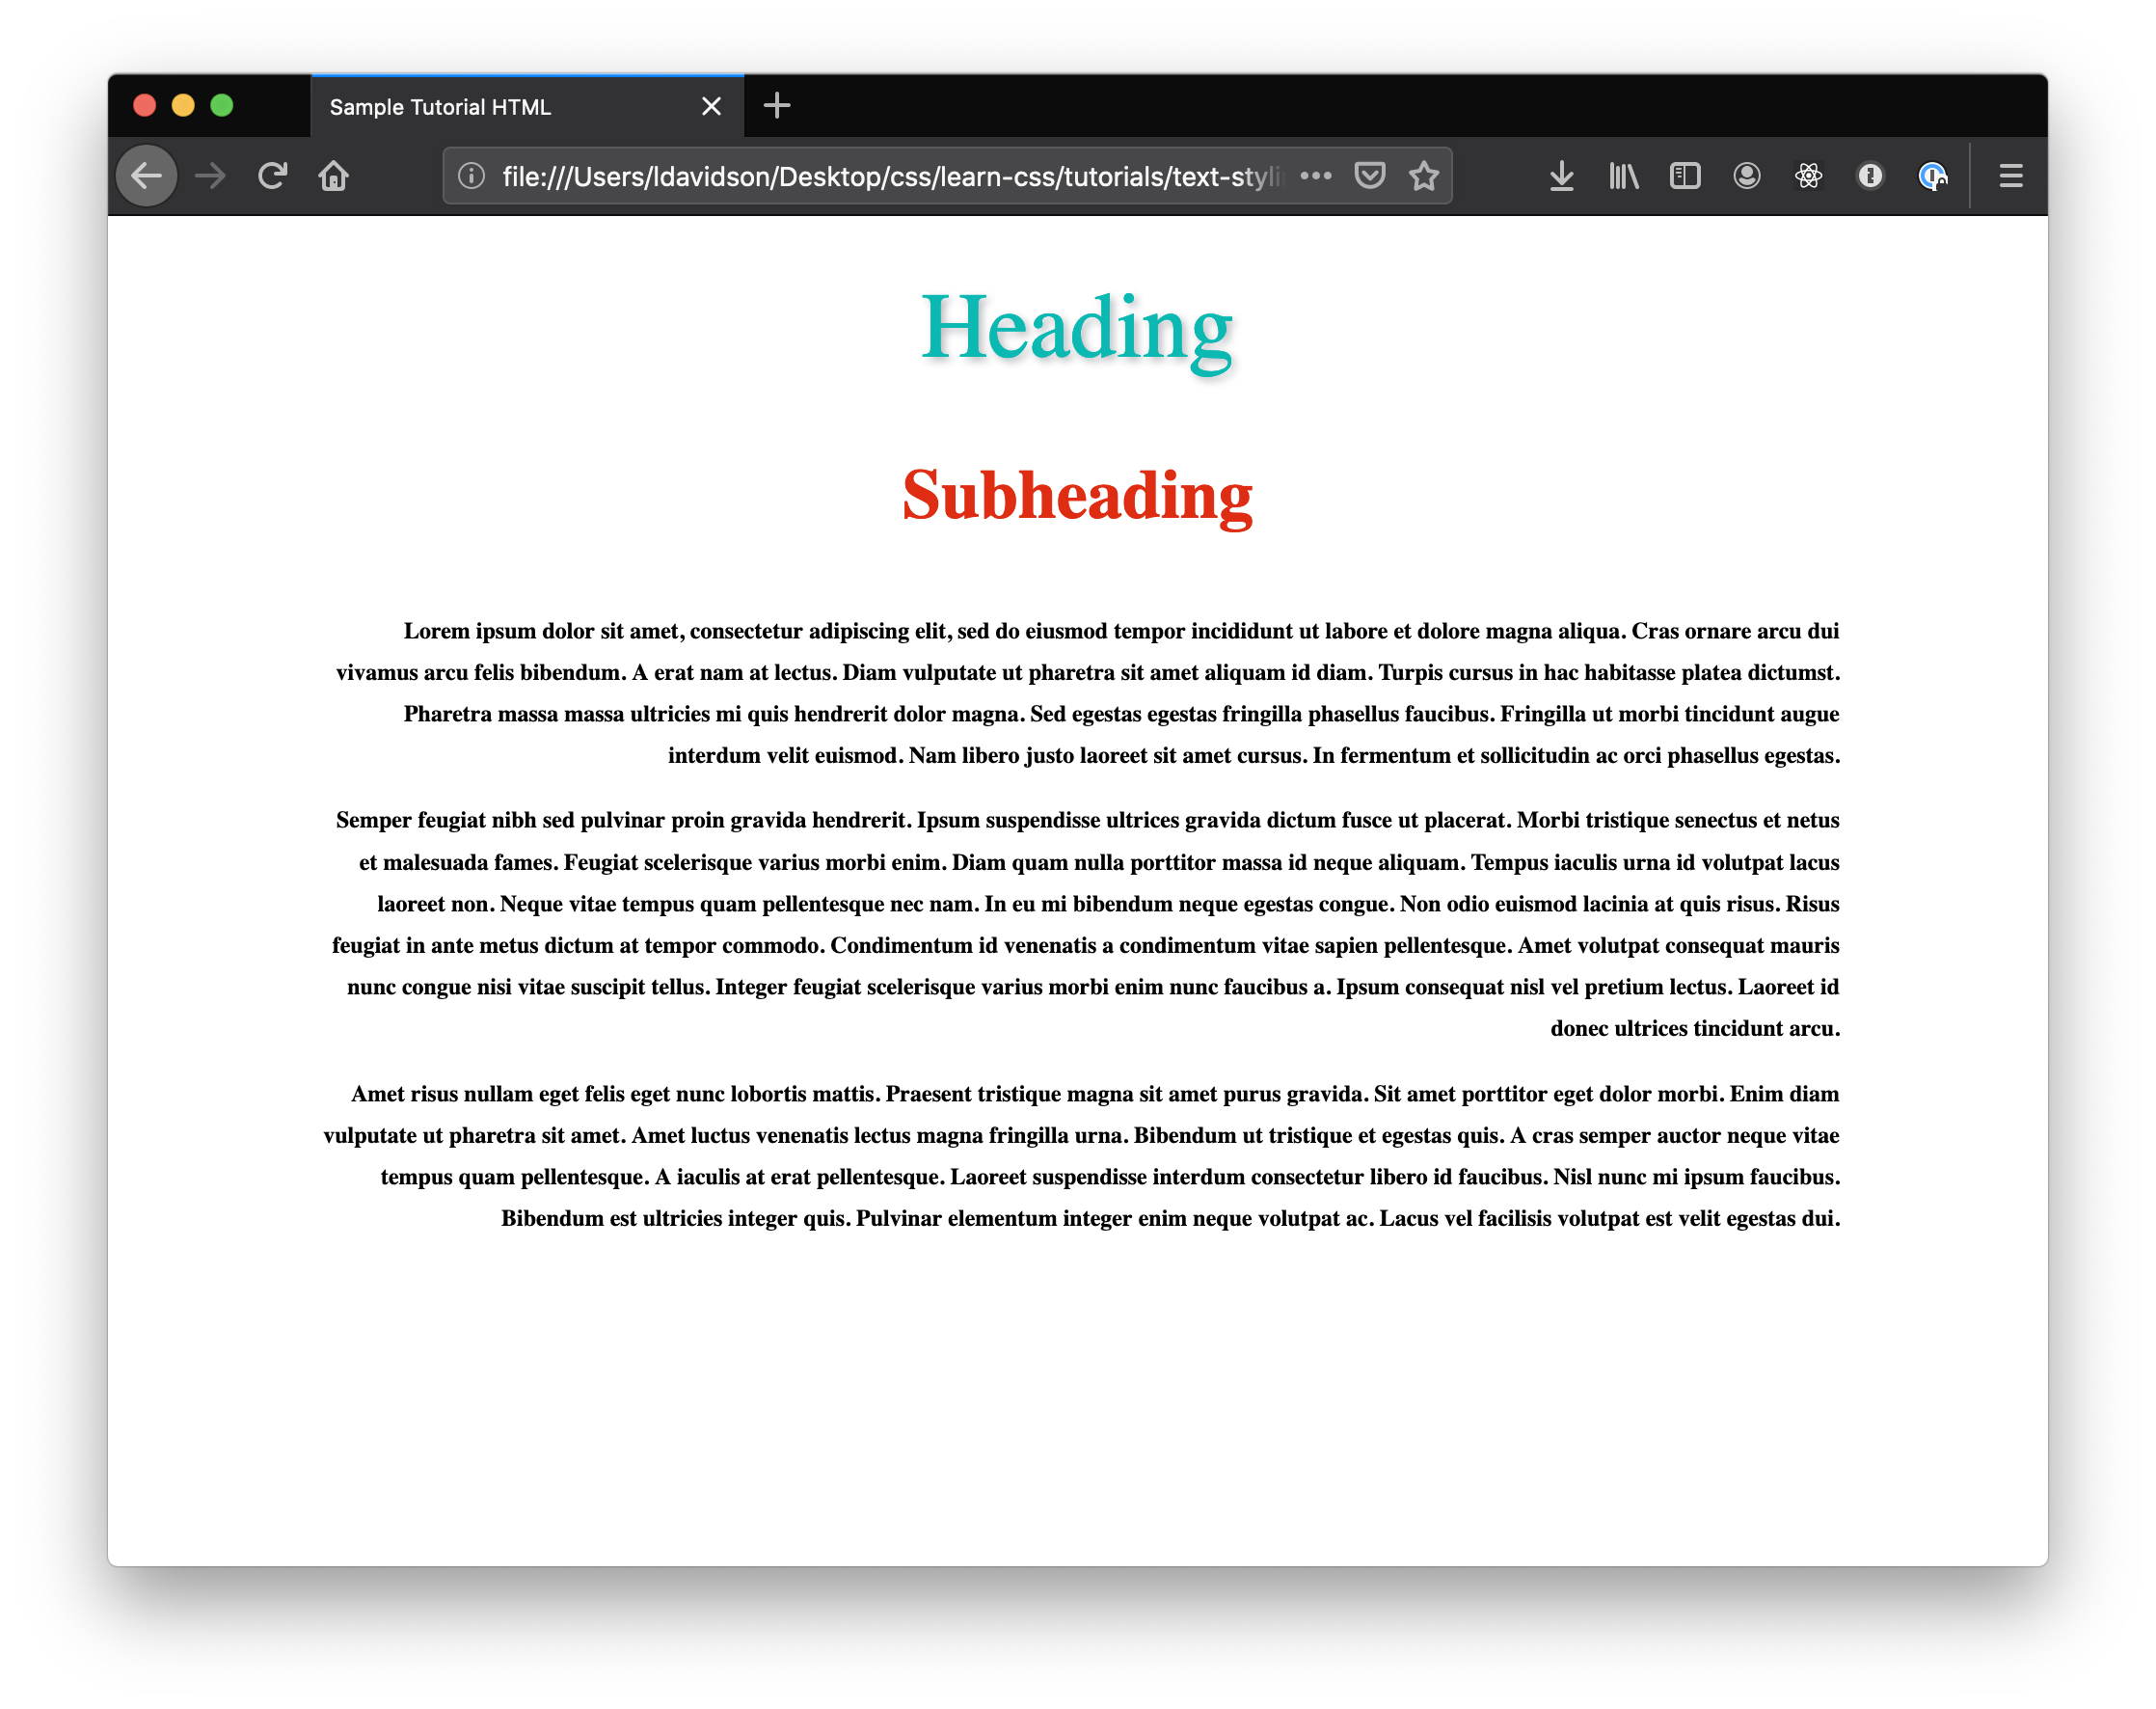 Sample Tutorial HTML
file:///Users/ldavidson/Desktop/css/learn-css/tutorials/text-styli
Heading
Subheading
Lorem ipsum dolor sit amet, consectetur adipiscing elit, sed do eiusmod tempor incididunt ut labore et dolore magna aliqua. Cras ornare arcu dui
vivamus arcu felis bibendum. A erat nam at lectus. Diam vulputate ut pharetra sit amet aliquam id diam. Turpis cursus in hac habitasse platea dictumst.
Pharetra massa massa ultricies mi quis hendrerit dolor magna. Sed egestas egestas fringilla phasellus faucibus. Fringilla ut morbi tincidunt augue
interdum velit euismod. Nam libero justo laoreet sit amet cursus. In fermentum et sollicitudin ac orci phasellus egestas.
Semper feugiat nibh sed pulvinar proin gravida hendrerit. Ipsum suspendisse ultrices gravida dictum fusce ut placerat. Morbi tristique senectus et netus
et malesuada fames. Feugiat scelerisque varius morbi enim. Diam quam nulla porttitor massa id neque aliquam. Tempus iaculis urna id volutpat lacus
laoreet non. Neque vitae tempus quam pellentesque nec nam. In eu mi bibendum neque egestas congue. Non odio euismod lacinia at quis risus. Risus
feugiat in ante metus dictum at tempor commodo. Condimentum id venenatis a condimentum vitae sapien pellentesque. Amet volutpat consequat mauris
nunc congue nisi vitae suscipit tellus. Integer feugiat scelerisque varius morbi enim nunc faucibus a. Ipsum consequat nisl vel pretium lectus. Laoreet id
donec ultrices tincidunt arcu.
Amet risus nullam eget felis eget nunc lobortis mattis. Praesent tristique magna sit amet purus gravida. Sit amet porttitor eget dolor morbi. Enim diam
vulputate ut pharetra sit amet. Amet luctus venenatis lectus magna fringilla urna. Bibendum ut tristique et egestas quis. A cras semper auctor neque vitae
tempus quam pellentesque. A iaculis at erat pellentesque. Laoreet suspendisse interdum consectetur libero id faucibus. Nisl nunc mi ipsum faucibus.
Bibendum est ultricies integer quis. Pulvinar elementum integer enim neque volutpat ac. Lacus vel facilisis volutpat est velit egestas dui.